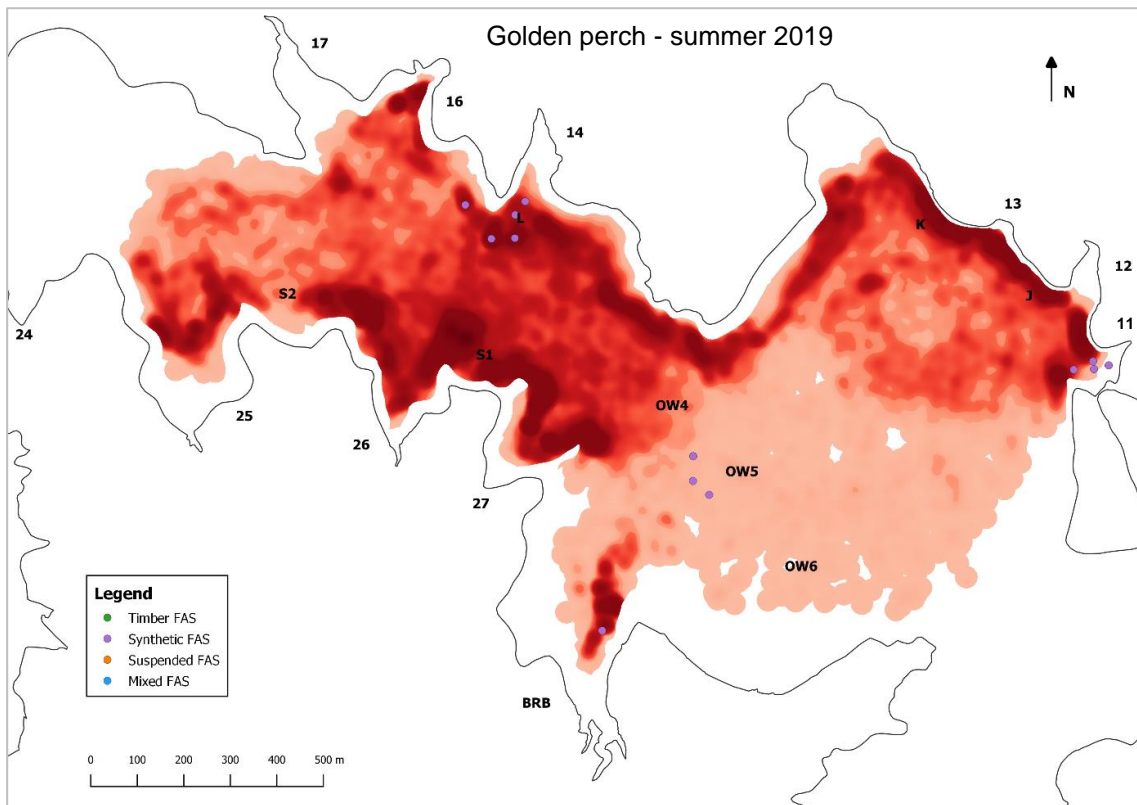 Golden perch - summer 2019
17
16
14
N
13
K
12
L
11
S2
J
24
S1
OW4
25
26
OW5
27
OW6
Legend
Timber FAS
Synthetic FAS
Suspended FAS
Mixed FAS
BRB
0 100 200 300 400 500 m